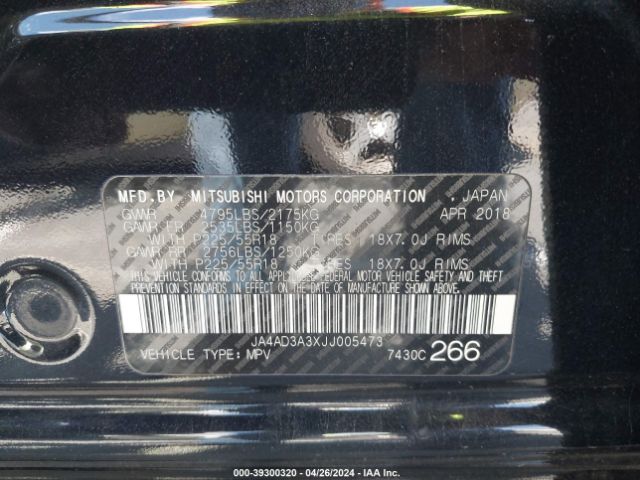 MFD.BY MITSUBISHI MOTORS CORPORATION , JAPAN
GVWR 4795LBS/2175KG APR 2018
GAWR FR 2535LBS/1150KG
WITH P225/55R18 TIRES 18X7.0J RIMS
GAWR RR 2756LBS/1250KG
WITH P225/55R18 TIRES 18X7.0J RIMS
THIS VEHICLE CONFORMS TO ALL APPLICABLE FEDERAL MOTOR VEHICLE SAFETY AND THEFT
PREVENTION STANDARDS IN EFFECT ON THE DATE OF MANUFACTURE SHOWN ABOVE.
JA4AD3A3XJJ005473
VEHICLE TYPE: MPV 7430C 266
000-39300320 / 04/26/2024 - IAA Inc.